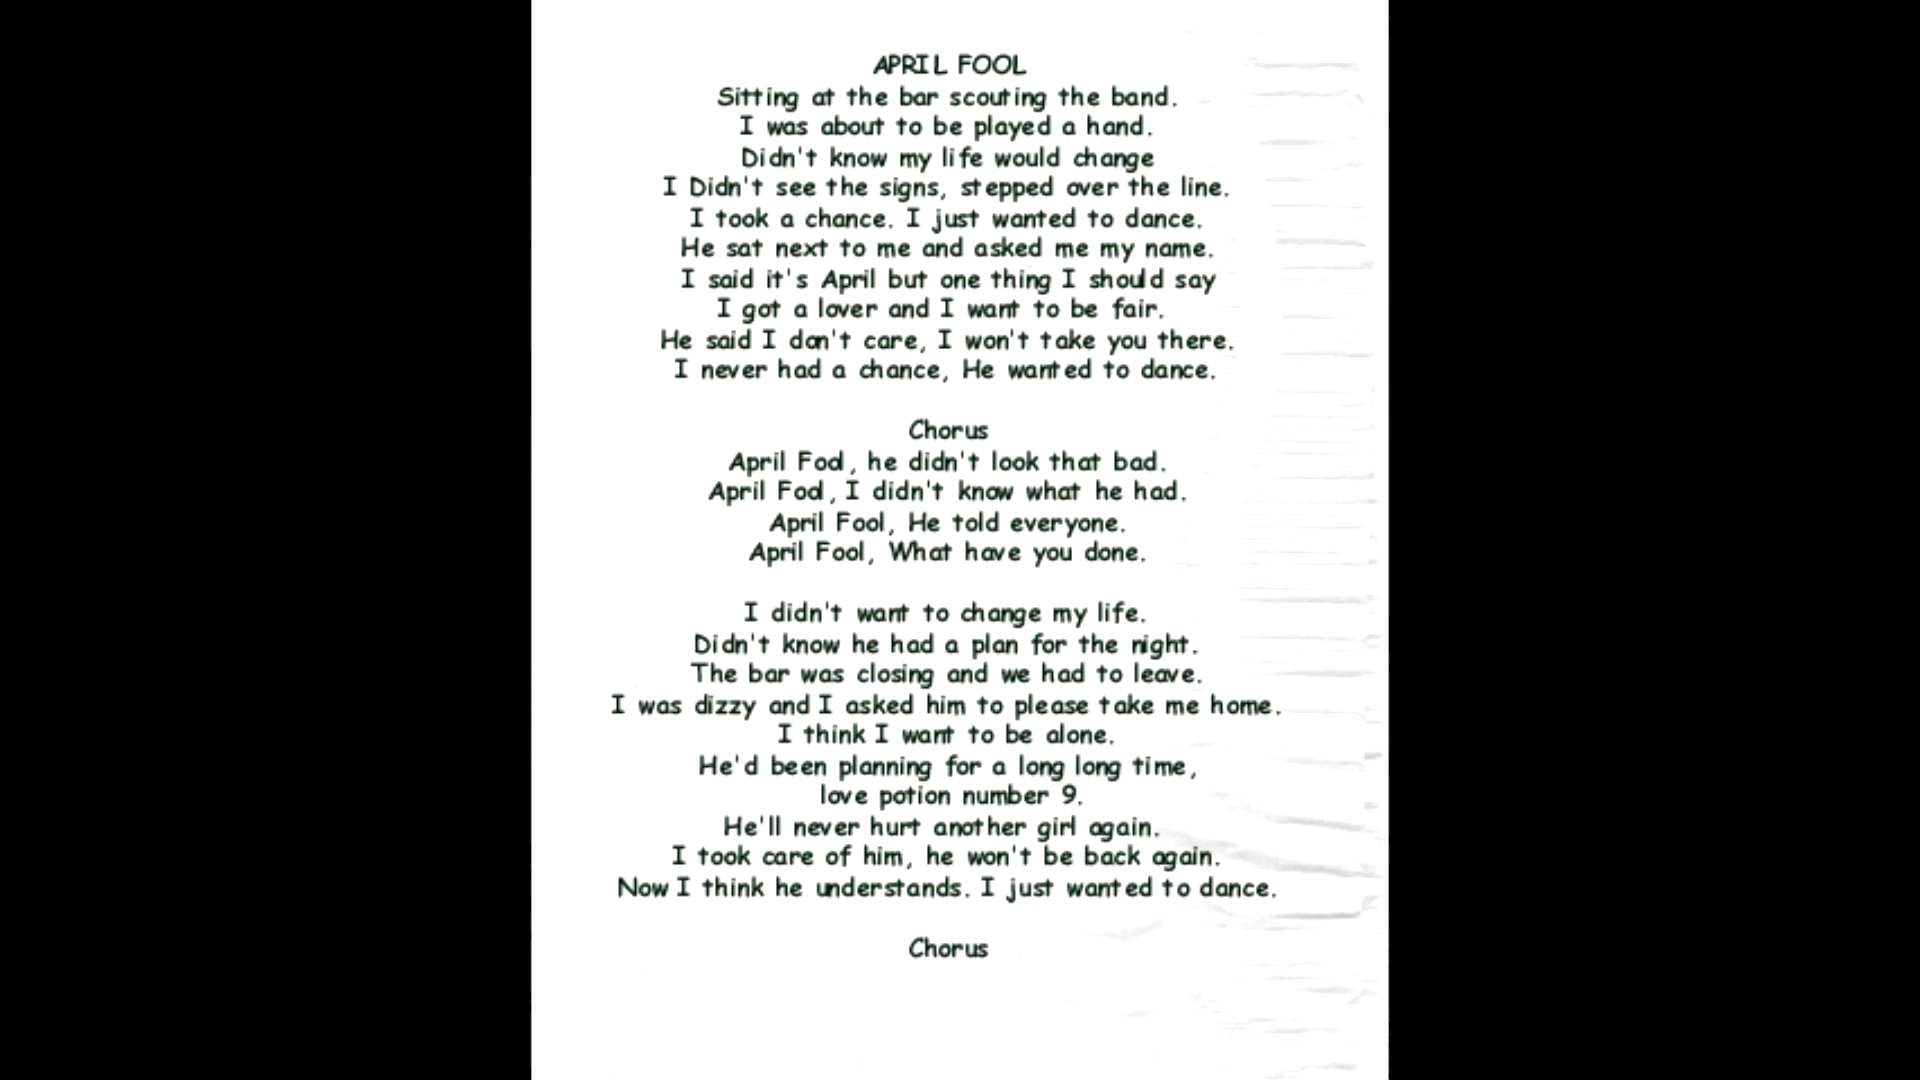 APRIL FOOL
Sitting at the bar scouting the band.
I was about to be played a hand.
Didn't know my life would change
I Didn't see the signs, stepped over the line.
I took a chance. I just wanted to dance.
He sat next to me and asked me my name.
I said it's April but one thing I should say
I got a lover and I want to be fair.
He said I don't care, I won't take you there.
I never had a chance, He wanted to dance.
Chorus
April Fool, he didn't look that bad.
April Fool, I didn't know what he had.
April Fool, He told everyone.
April Fool, What have you done.
I didn't want to change my life.
Didn't know he had a plan for the night.
The bar was closing and we had to leave.
I was dizzy and I asked him to please take me home.
I think I want to be alone.
He'd been planning for a long long time,
love potion number 9.
He'll never hurt another girl again.
I took care of him, he won't be back again.
Now I think he understands. I just wanted to dance.
Chorus